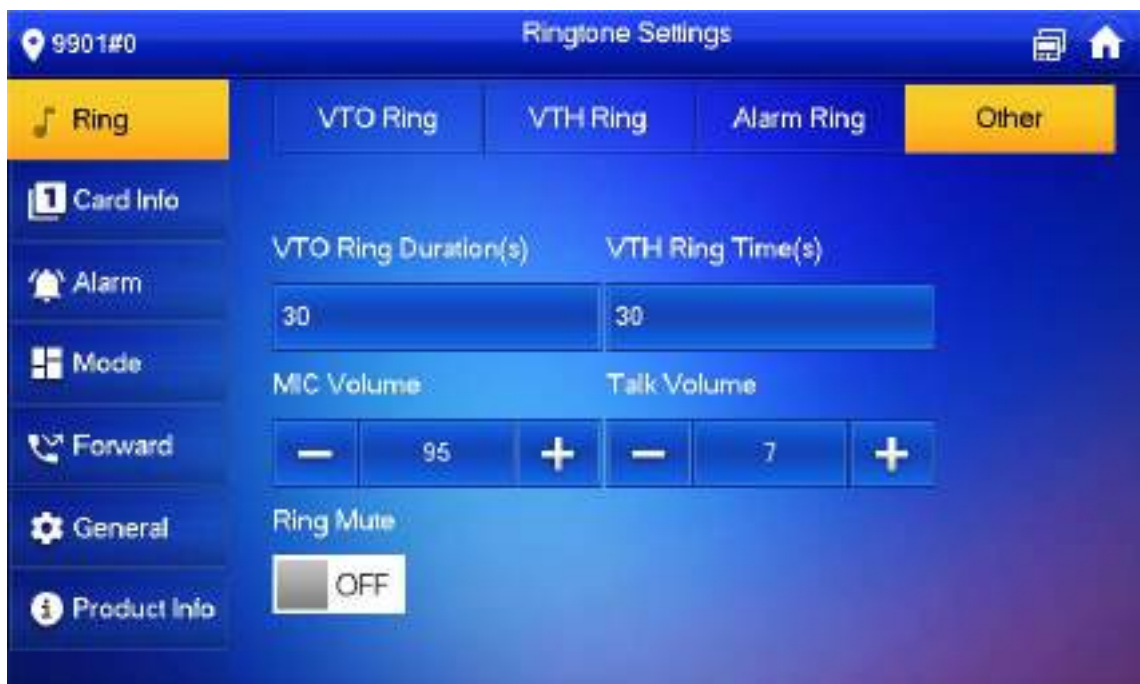 9901#0
Ringtone Settings
Ring
VTO Ring
VTH Ring
Alarm Ring
Other
1 Card Info
Alarm
Mode
Forward
General
Product Info
VTO Ring Duration(s)
VTH Ring Time(s)
30
30
MIC Volume
Talk Volume
95
7
Ring Mute
OFF